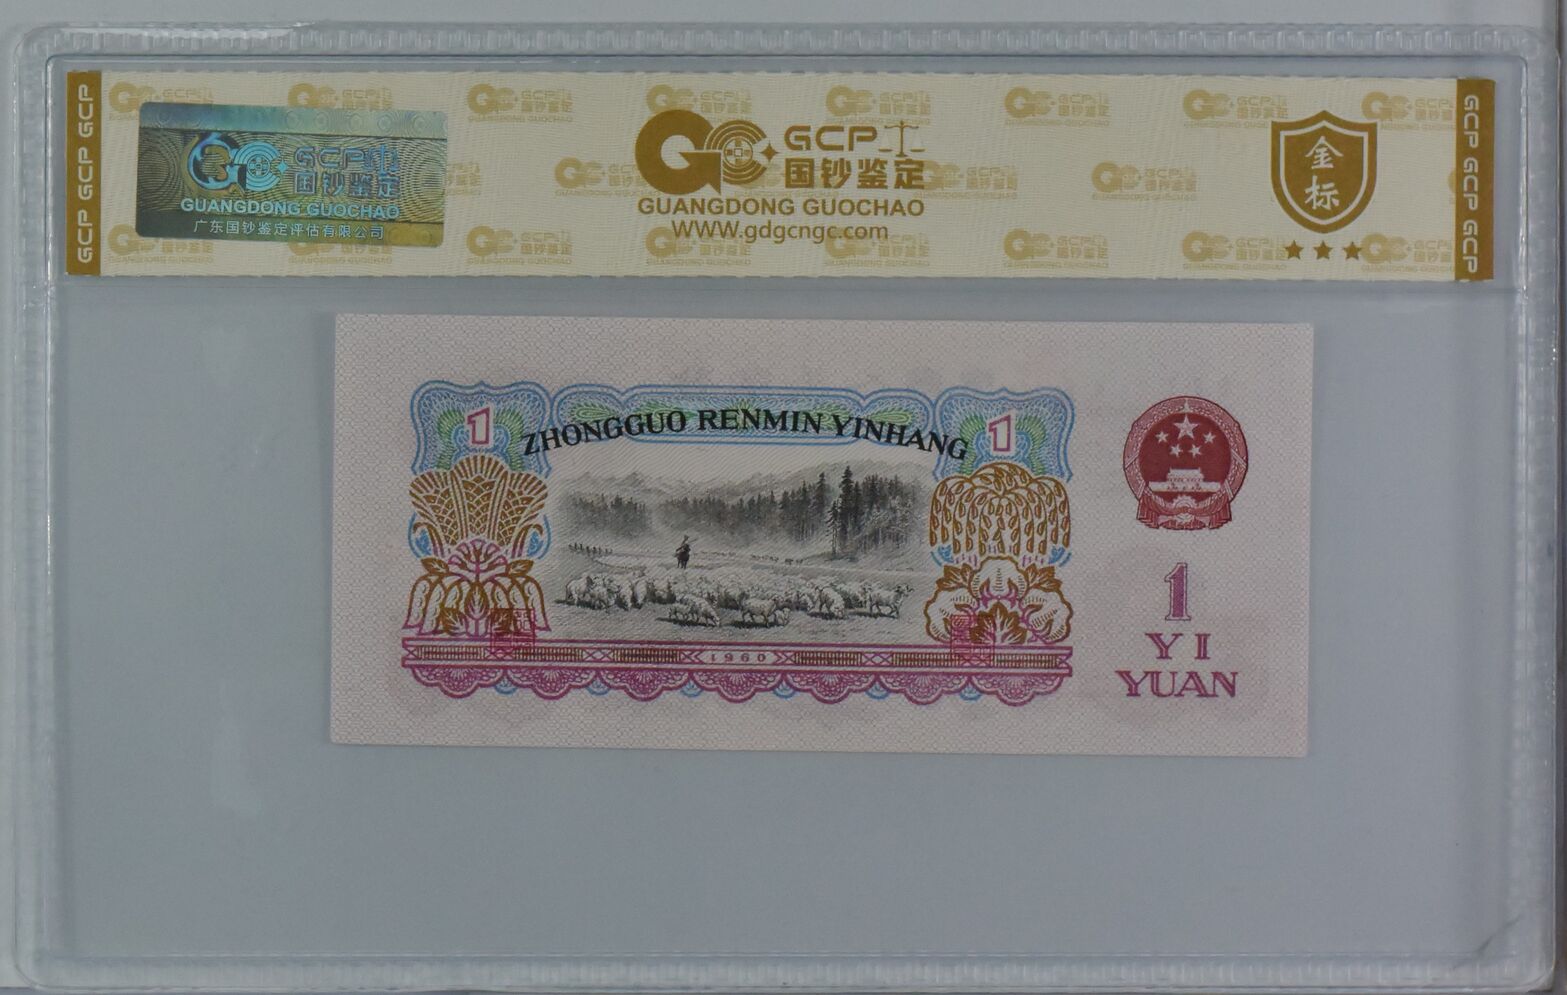 GCP GCP
GCP
国钞鉴定
GUANGDONG GUOCHAO
广东国钞鉴定评估有限公司
GCP
国钞鉴定
GUANGDONG GUOCHAO
WWW.gdgcngc.com
金标
GCP GCP
1
ZHONGGUO RENMIN YINHANG
1
1960
1
YI
YUAN